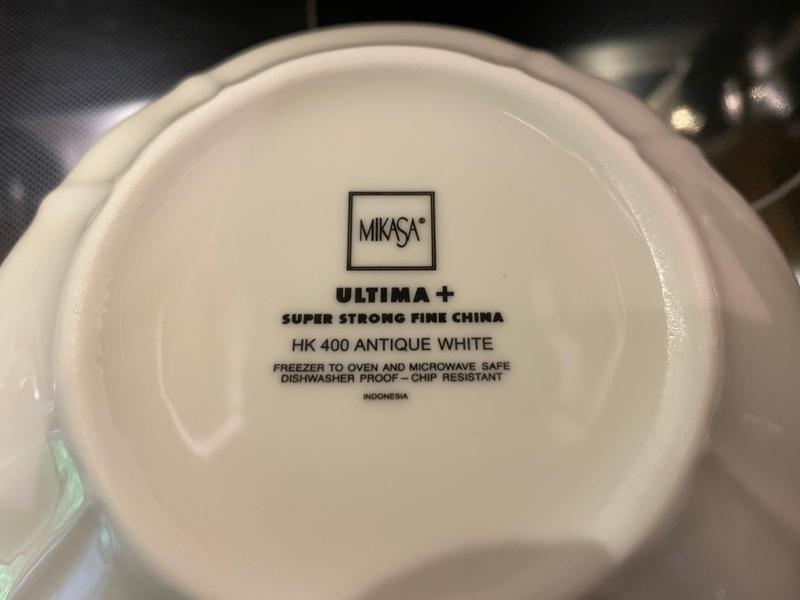 MIKASA®
ULTIMA +
SUPER STRONG FINE CHINA
HK 400 ANTIQUE WHITE
FREEZER TO OVEN AND MICROWAVE SAFE
DISHWASHER PROOF – CHIP RESISTANT
INDONESIA